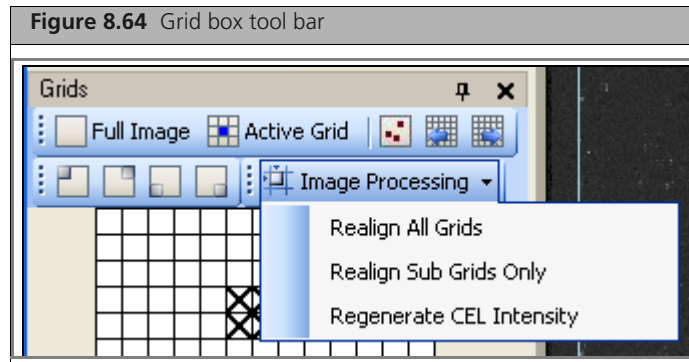 Figure 8.64 Grid box tool bar
Grids
Full Image Active Grid
Image Processing
Realign All Grids
Realign Sub Grids Only
Regenerate CEL Intensity